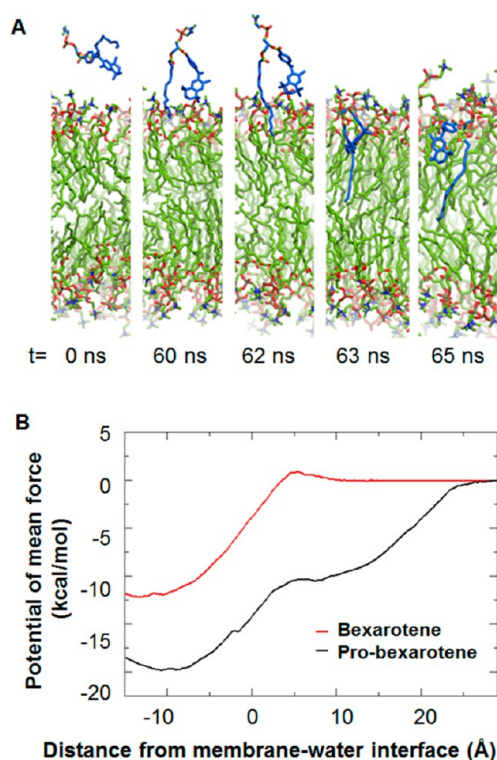 A
t= 0 ns 60 ns 62 ns 63 ns 65 ns
B
5
0
-5
-10
-15
-20
Potential of mean force
(kcal/mol)
Bexarotene
Pro-bexarotene
-10 0 10 20
Distance from membrane-water interface (Å)